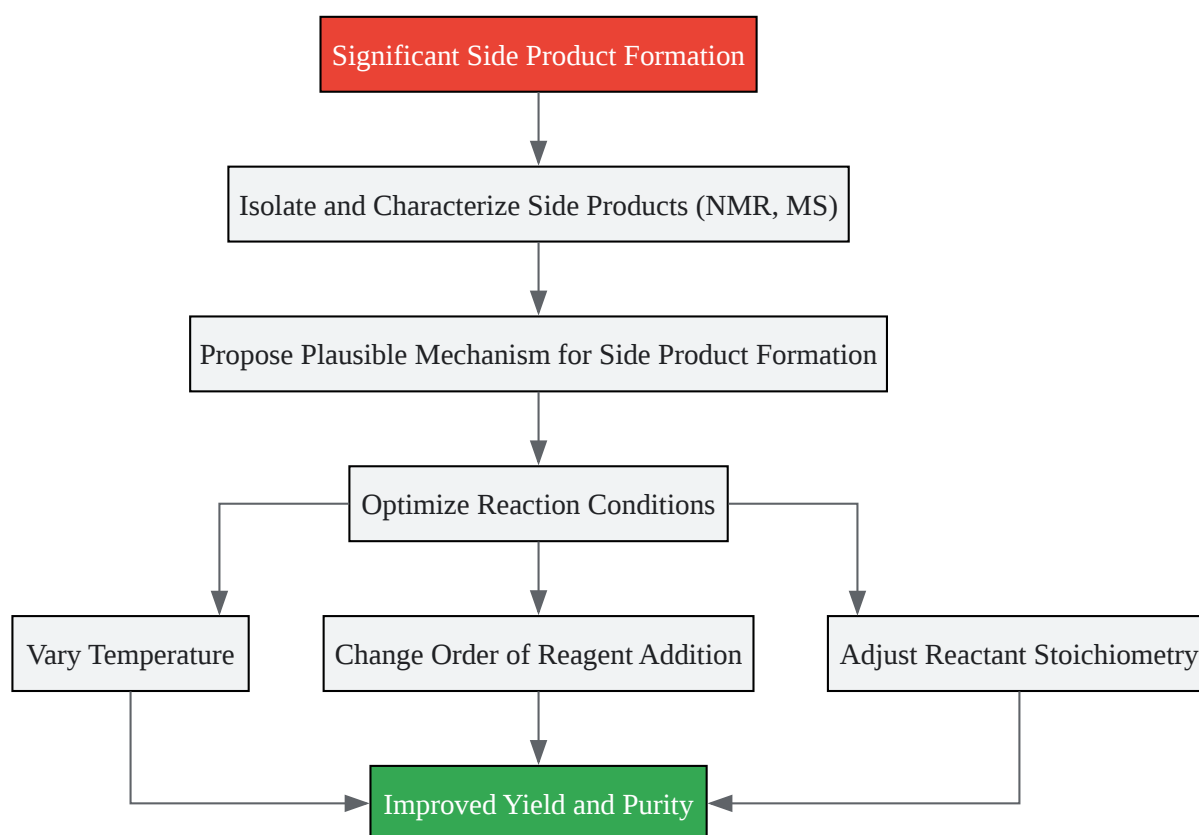 Significant Side Product Formation
Isolate and Characterize Side Products (NMR, MS)
Propose Plausible Mechanism for Side Product Formation
Optimize Reaction Conditions
Vary Temperature
Change Order of Reagent Addition
Adjust Reactant Stoichiometry
Improved Yield and Purity